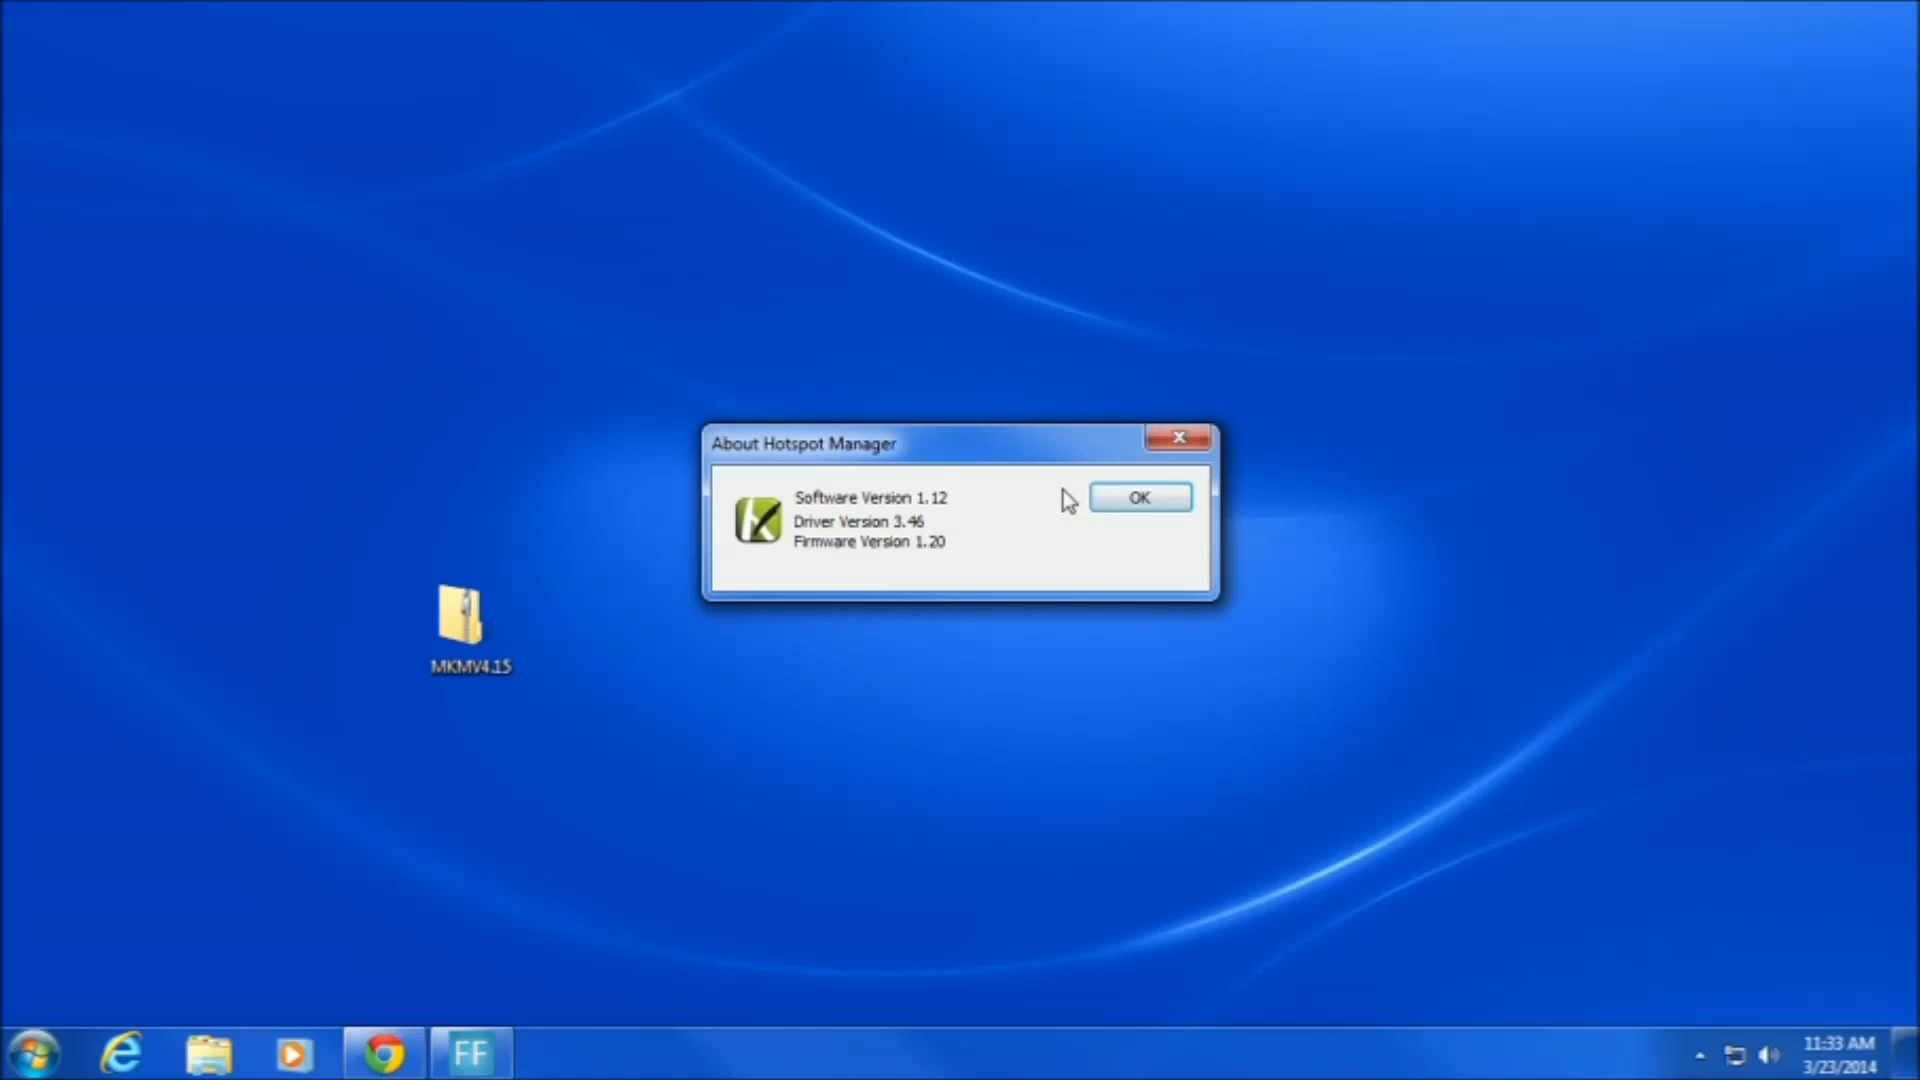 About Hotspot Manager
Software Version 1.12
OK
Driver Version 3.46
Firmware Version 1.20
MKMV4.15
FF
11:33 AM
3/23/2014